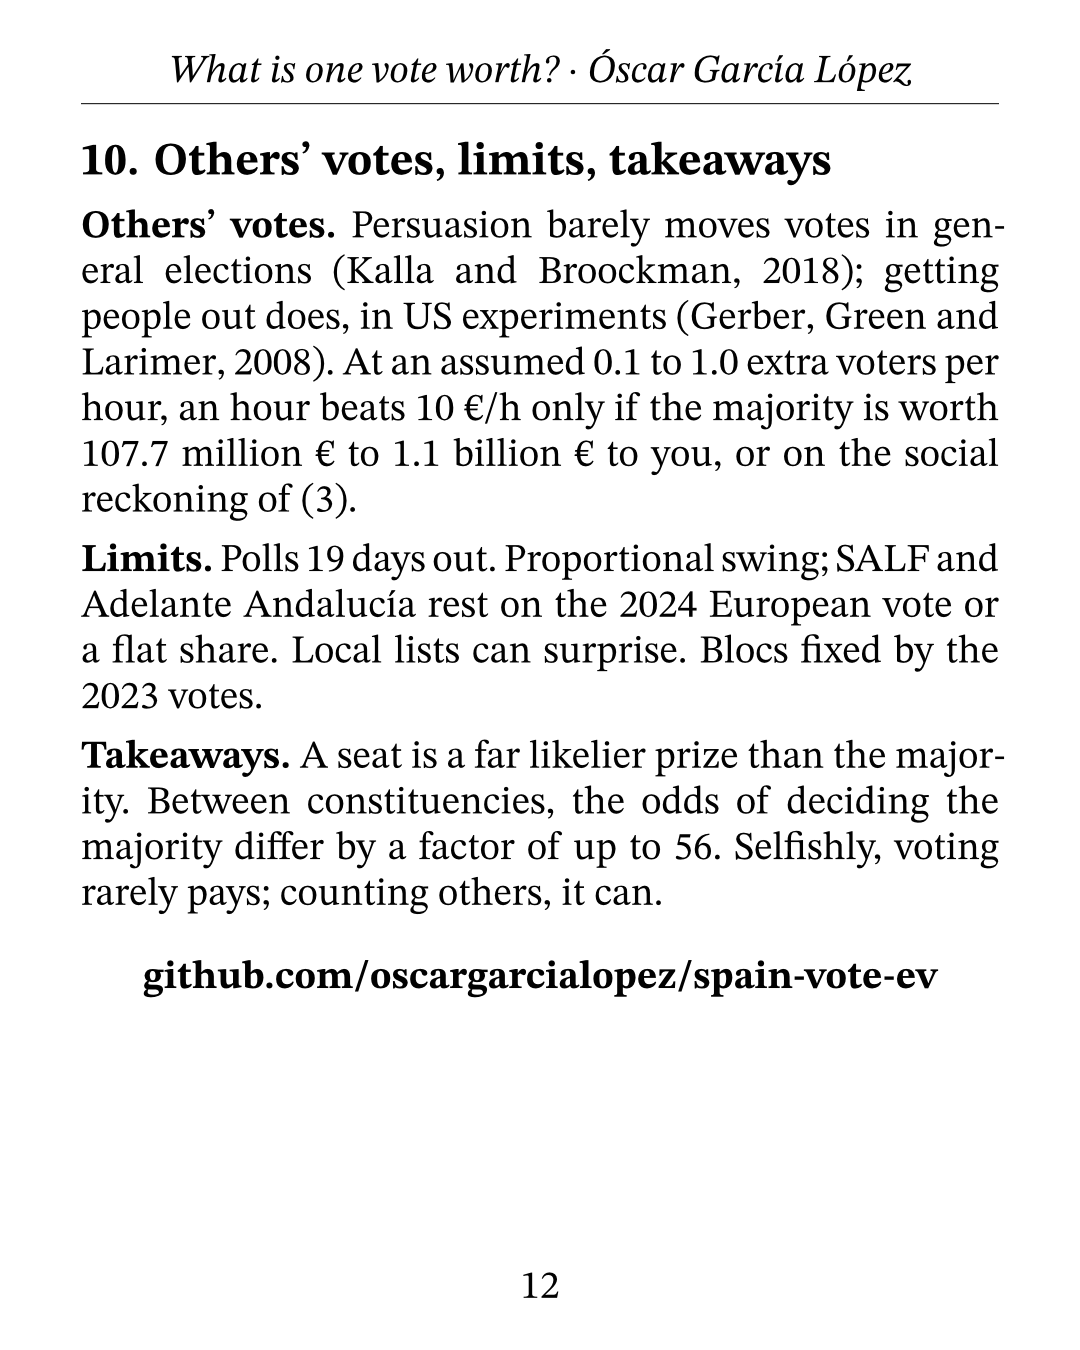 What is one vote worth? · Óscar García López
10. Others’ votes, limits, takeaways
Others’ votes. Persuasion barely moves votes in gen-
eral elections (Kalla and Broockman, 2018); getting
people out does, in US experiments (Gerber, Green and
Larimer, 2008). At an assumed 0.1 to 1.0 extra voters per
hour, an hour beats 10 €/h only if the majority is worth
107.7 million € to 1.1 billion € to you, or on the social
reckoning of (3).
Limits. Polls 19 days out. Proportional swing; SALF and
Adelante Andalucía rest on the 2024 European vote or
a flat share. Local lists can surprise. Blocs fixed by the
2023 votes.
Takeaways. A seat is a far likelier prize than the major-
ity. Between constituencies, the odds of deciding the
majority differ by a factor of up to 56. Selfishly, voting
rarely pays; counting others, it can.
github.com/oscargarcialopez/spain-vote-ev
12